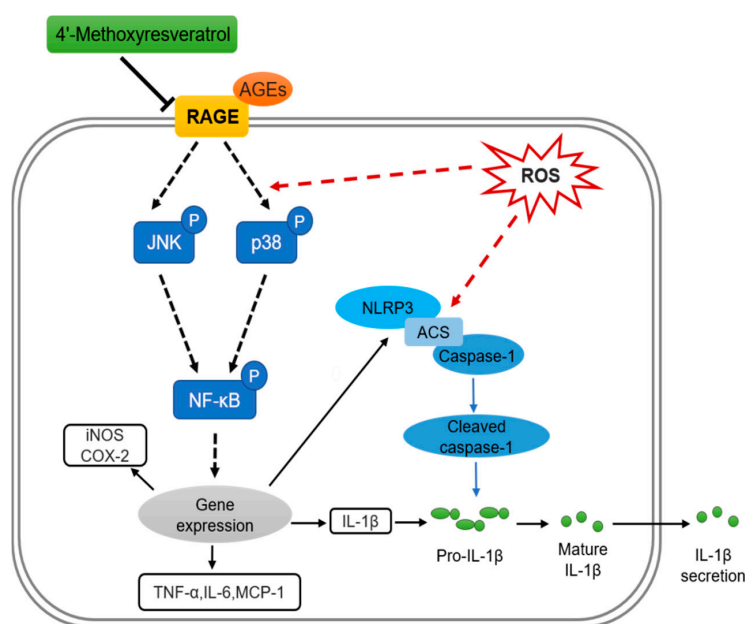 4'-Methoxyresveratrol
AGEs
RAGE
ROS
P
P
JNK
p38
NLRP3
ACS
Caspase-1
P
NF-κB
iNOS
COX-2
Cleaved
caspase-1
Gene
expression
IL-1β
Pro-IL-1β
Mature
IL-1β
IL-1β
secretion
TNF-α,IL-6,MCP-1